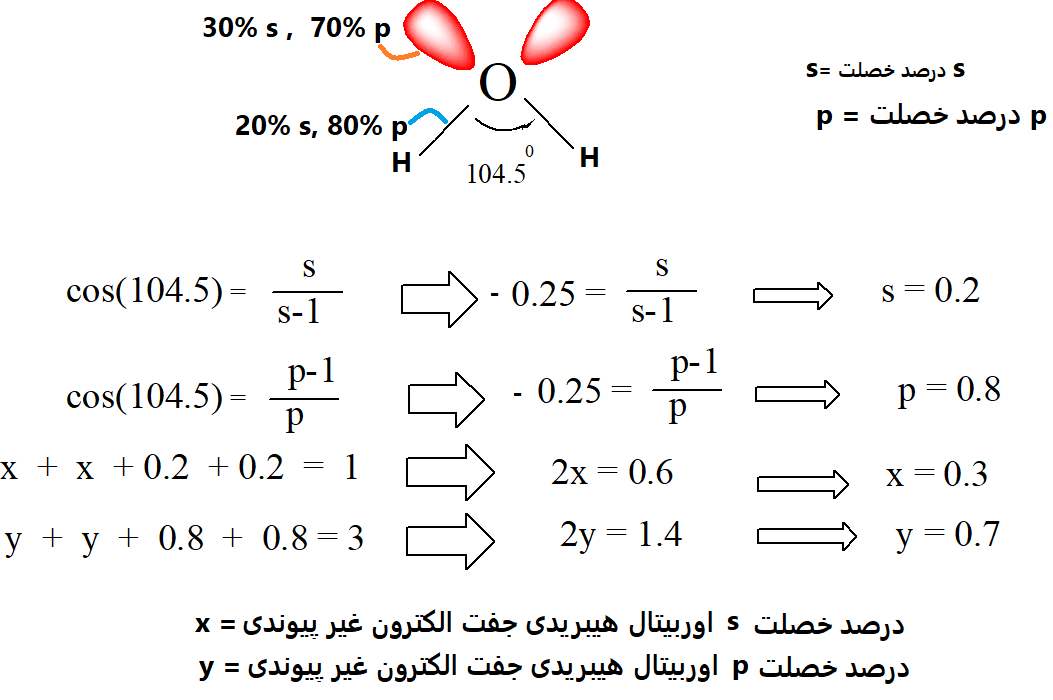 30% s , 70% p
O
s درصد خصلت =s
p درصد خصلت = p
20% s, 80% p
H
H
104.5⁰
cos(104.5) = s / s-1 - 0.25 = s / s-1 s = 0.2
cos(104.5) = p-1 / p - 0.25 = p-1 / p p = 0.8
x + x + 0.2 + 0.2 = 1 2x = 0.6 x = 0.3
y + y + 0.8 + 0.8 = 3 2y = 1.4 y = 0.7
درصد خصلت s اوربیتال هیبریدی جفت الکترون غیر پیوندی = x
درصد خصلت p اوربیتال هیبریدی جفت الکترون غیر پیوندی = y